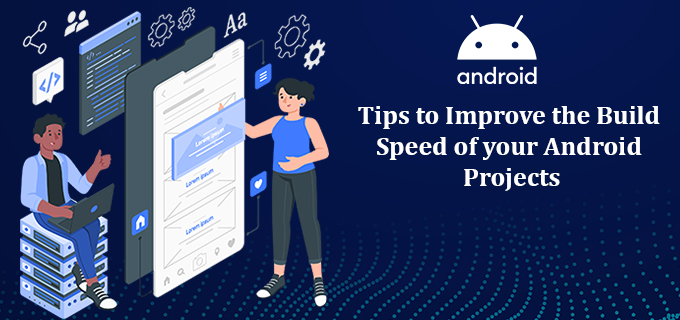 Aa
</>
</>
Lorem ipsum
Lorem ipsum
Lorem ipsum
android
Tips to Improve the Build
Speed of your Android
Projects